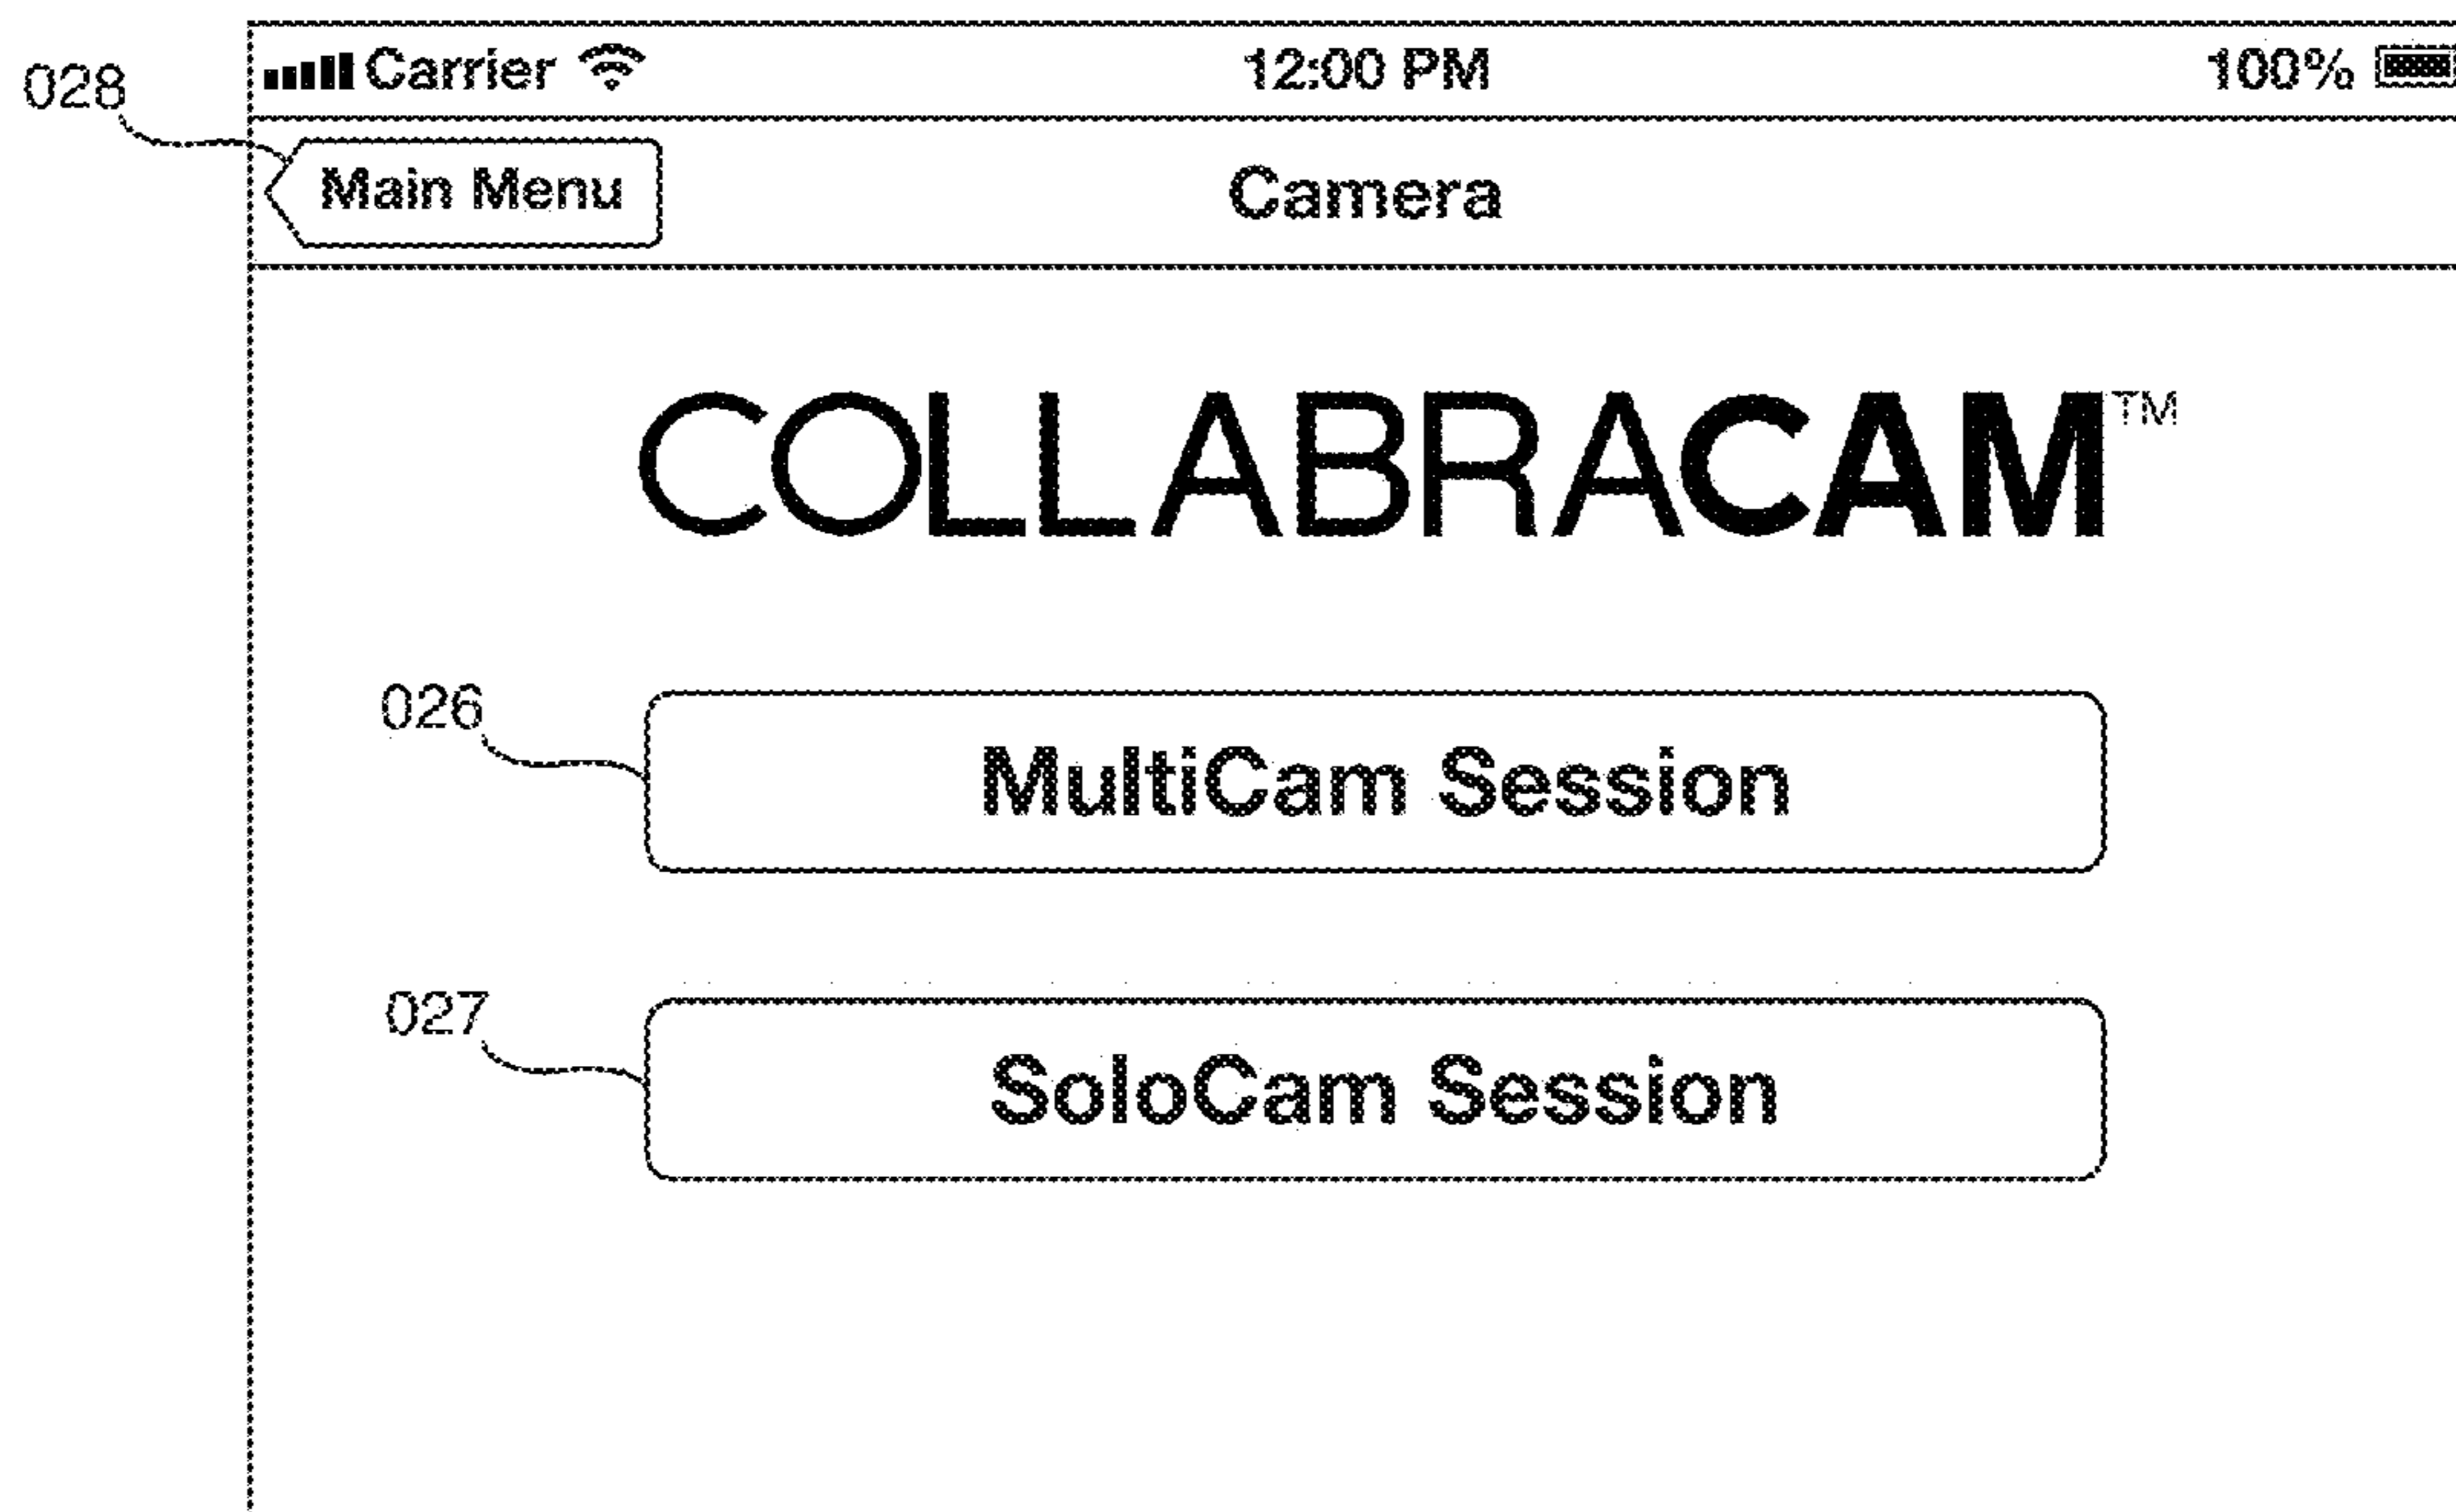 028
Carrier 12:00 PM 100%
Main Menu Camera
COLLABRACAM™
026
MultiCam Session
027
SoloCam Session